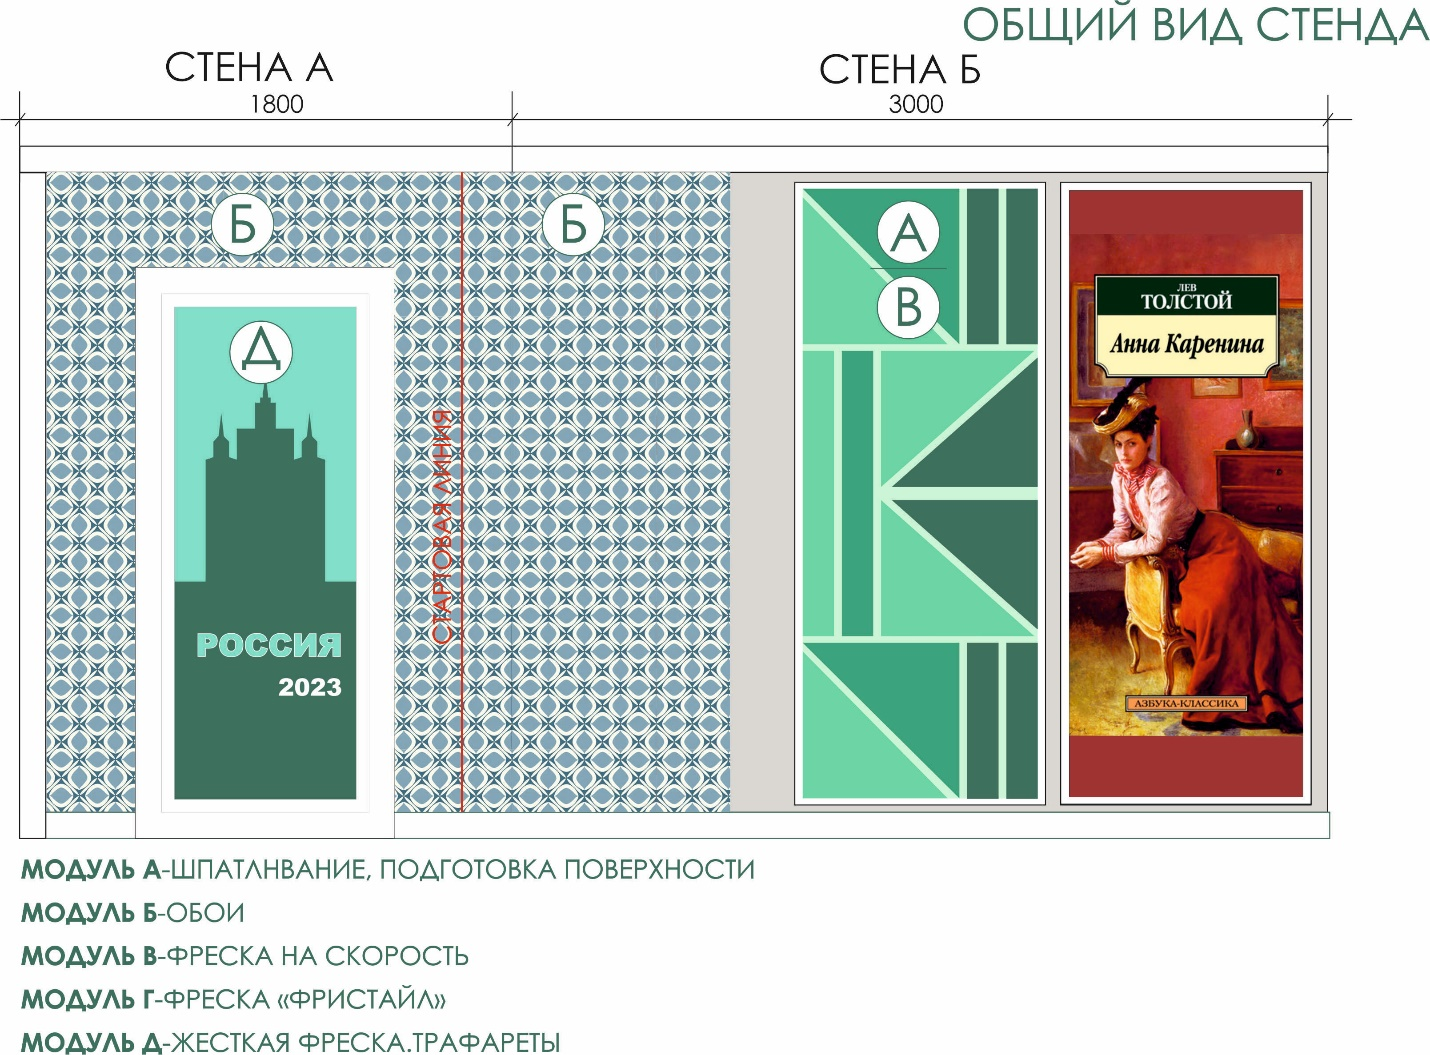 ОБЩИЙ ВИД СТЕНДА
СТЕНА А
СТЕНА Б
1800
3000
Б
Б
А
В
Д
ЛЕВ
ТОЛСТОЙ
Анна Каренина
СТАРТОВАЯ ЛИНИЯ
РОССИЯ
2023
АЗБУКА-КЛАССИКА
МОДУЛЬ А-ШПАТЛНВАНИЕ, ПОДГОТОВКА ПОВЕРХНОСТИ
МОДУЛЬ Б-ОБОИ
МОДУЛЬ В-ФРЕСКА НА СКОРОСТЬ
МОДУЛЬ Г-ФРЕСКА «ФРИСТАЙЛ»
МОДУЛЬ Д-ЖЕСТКАЯ ФРЕСКА.ТРАФАРЕТЫ